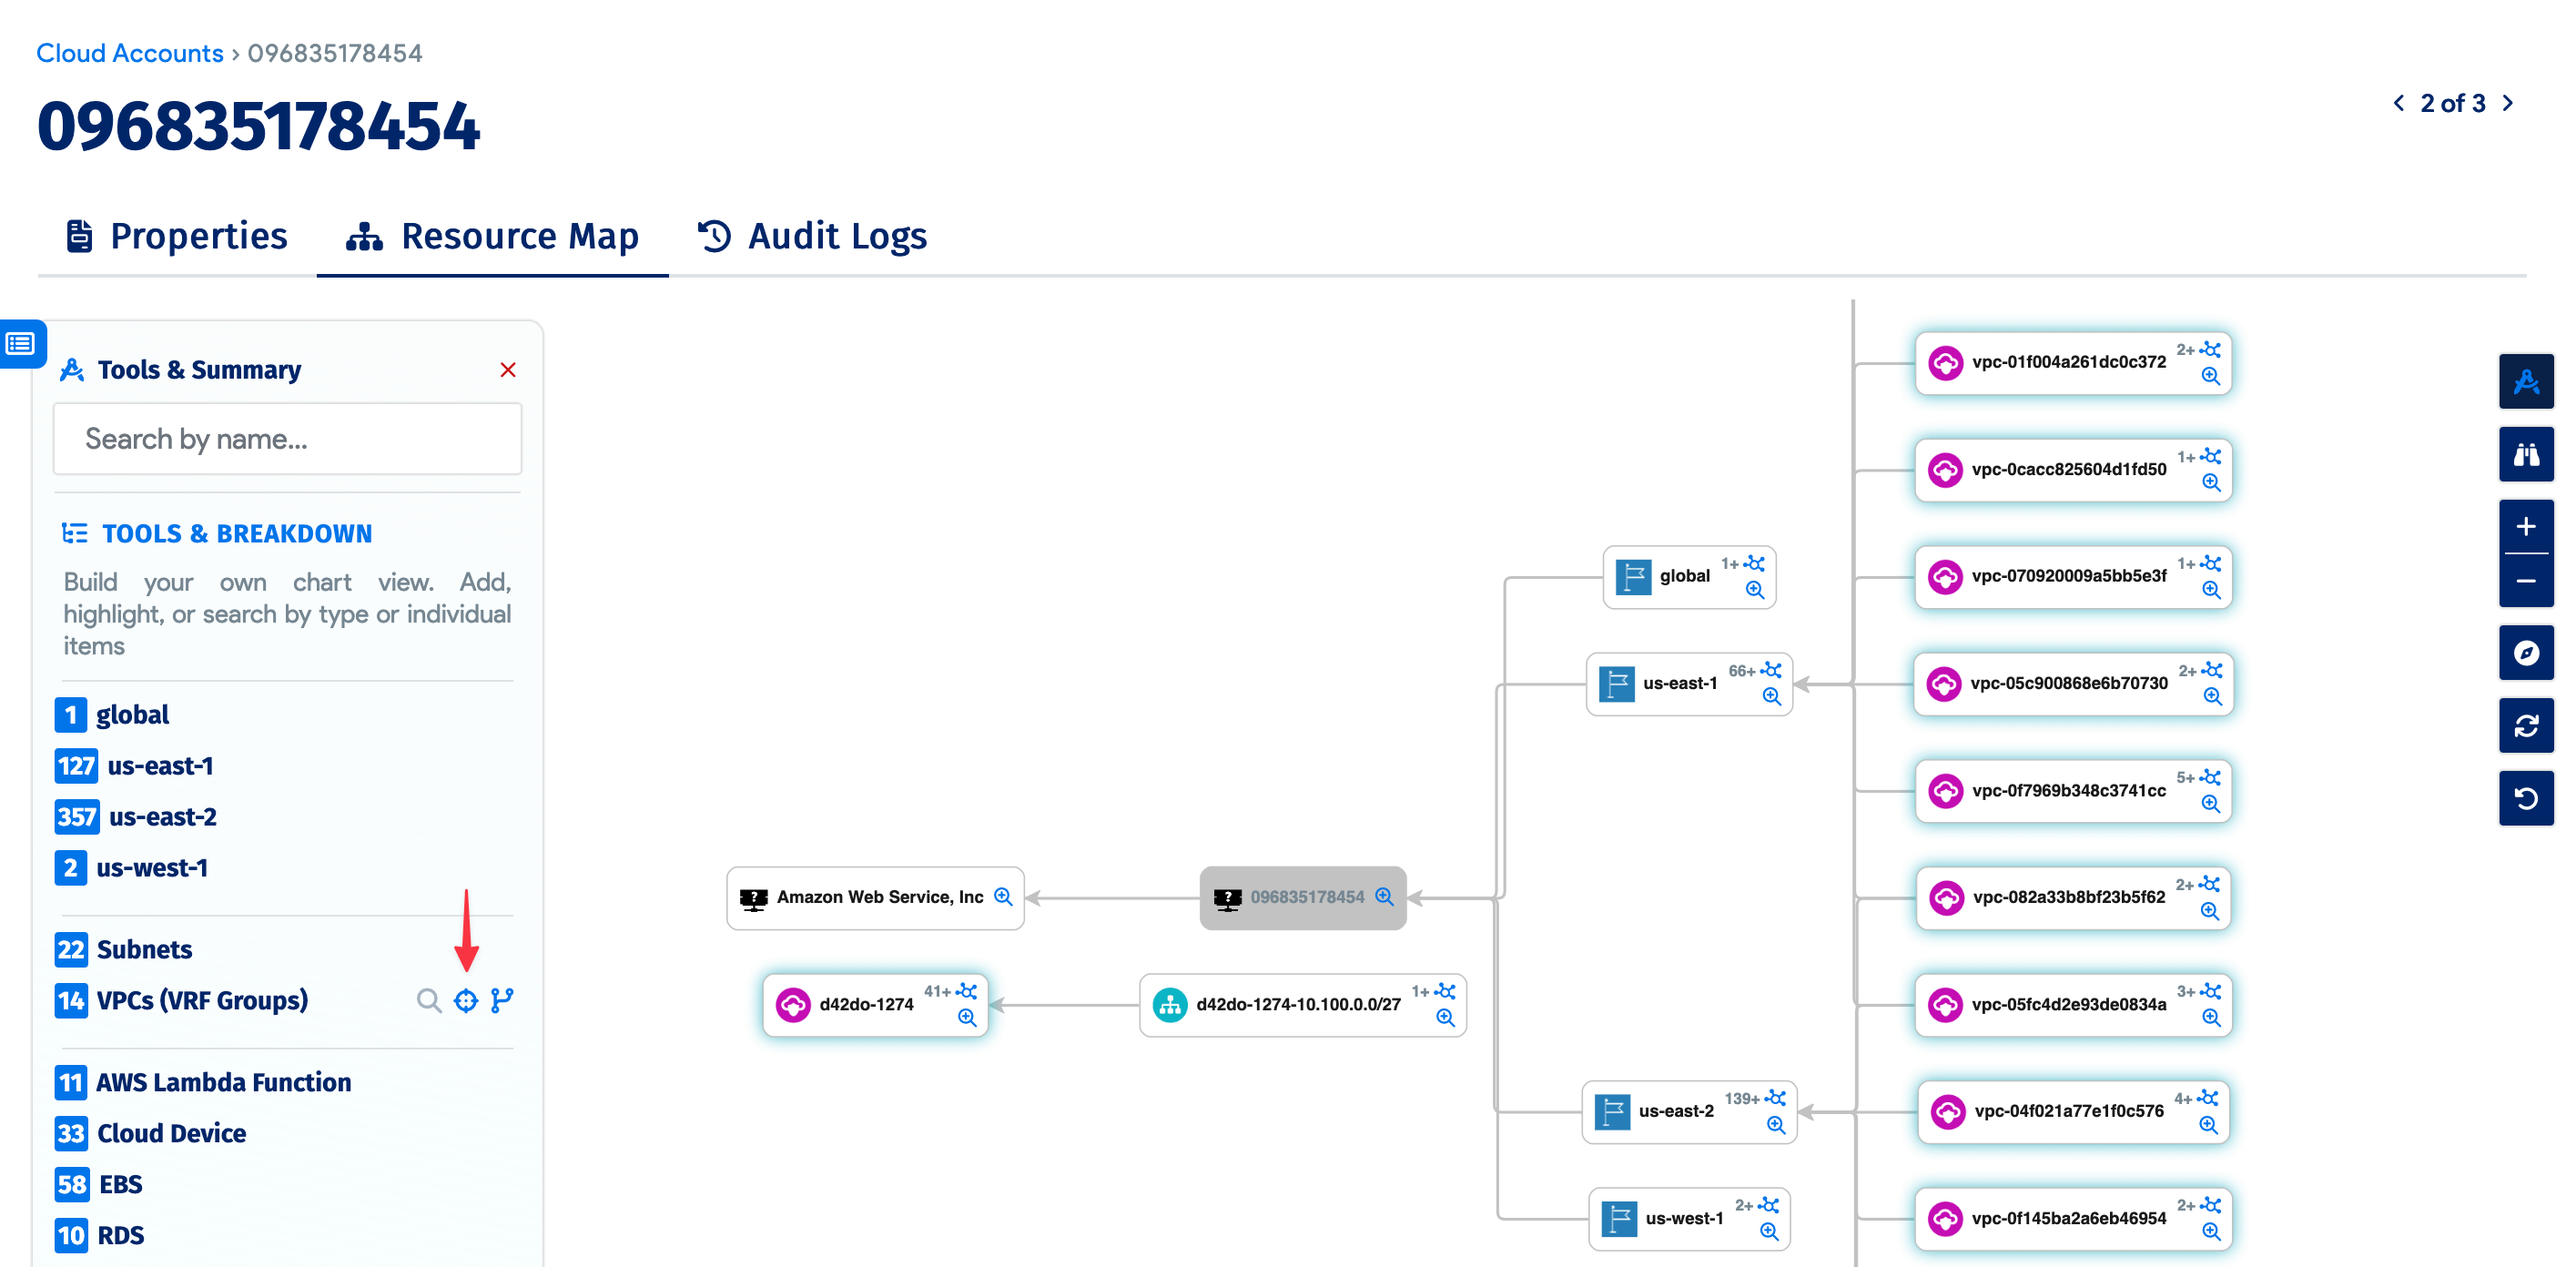 Cloud Accounts › 096835178454
096835178454
2 of 3
Properties
Resource Map
Audit Logs
Tools & Summary
Search by name...
TOOLS & BREAKDOWN
Build your own chart view. Add,
highlight, or search by type or individual
items
1 global
127 us-east-1
357 us-east-2
2 us-west-1
22 Subnets
14 VPCs (VRF Groups)
11 AWS Lambda Function
33 Cloud Device
58 EBS
10 RDS
Amazon Web Service, Inc
096835178454
d42do-1274 41+
d42do-1274-10.100.0.0/27 1+
global 1+
us-east-1 66+
us-east-2 139+
us-west-1 2+
vpc-01f004a261dc0c372 2+
vpc-0cacc825604d1fd50 1+
vpc-070920009a5bb5e3f 1+
vpc-05c900868e6b70730 2+
vpc-0f7969b348c3741cc 5+
vpc-082a33b8bf23b5f62 2+
vpc-05fc4d2e93de0834a 3+
vpc-04f021a77e1f0c576 4+
vpc-0f145ba2a6eb46954 2+